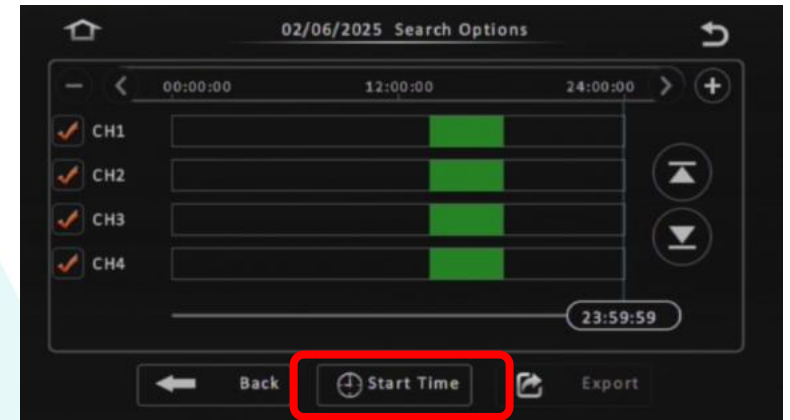 02/06/2025 Search Options
00:00:00 12:00:00 24:00:00
CH1
CH2
CH3
CH4
23:59:59
Back Start Time Export